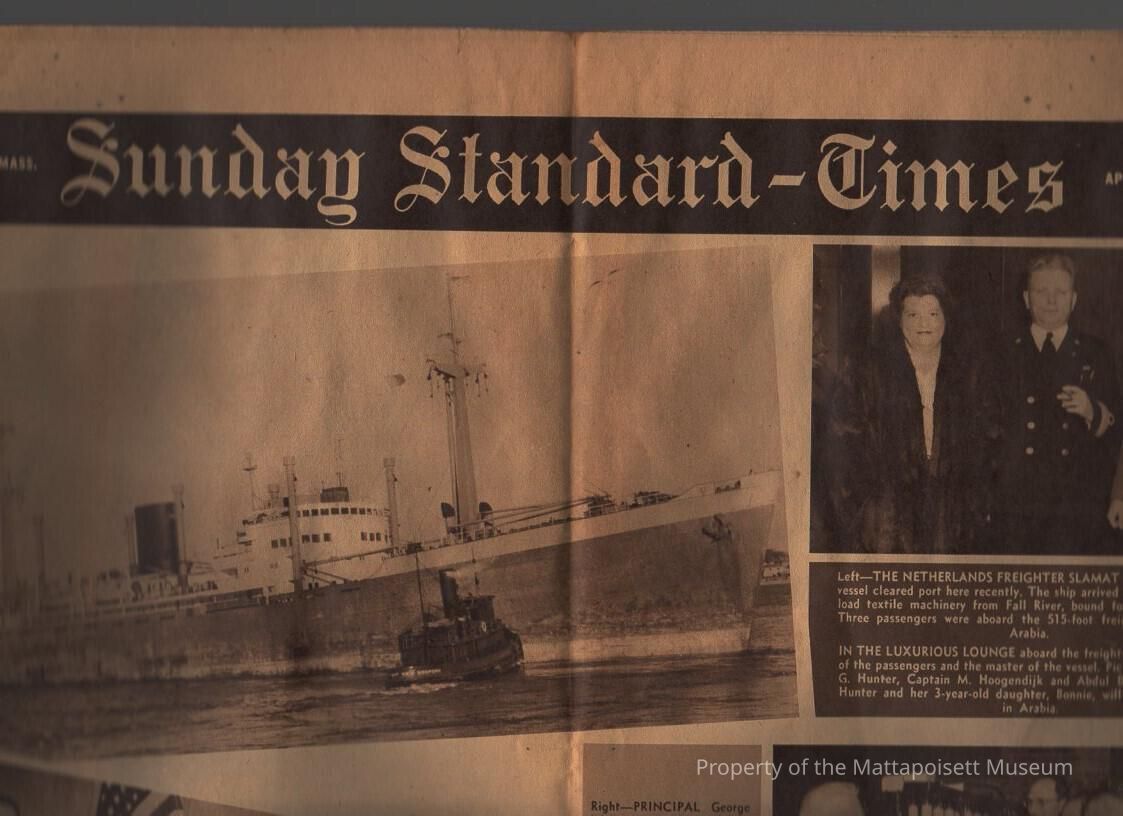 MASS.
Sunday Standard-Times
AP
Left—THE NETHERLANDS FREIGHTER SLAMAT
vessel cleared port here recently. The ship arrived
load textile machinery from Fall River, bound fo
Three passengers were aboard the 515-foot frei
Arabia.
IN THE LUXURIOUS LOUNGE aboard the freight
of the passengers and the master of the vessel. Pic
G. Hunter, Captain M. Hoogendijk and Abdul B
Hunter and her 3-year-old daughter, Bonnie, will
in Arabia.
Property of the Mattapoisett Museum
Right—PRINCIPAL George